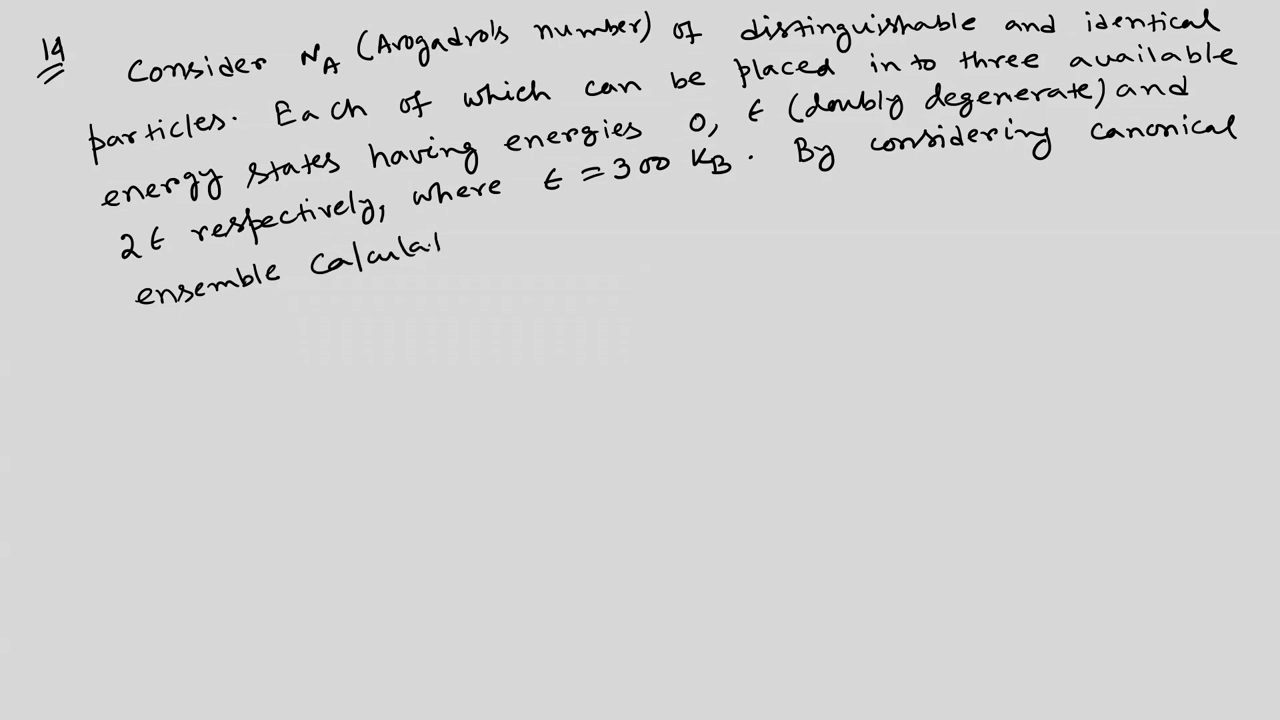 14 Consider NA (Avogadro's number) of distinguishable and identical
particles. Each of which can be placed in to three available
energy states having energies 0, ϵ (doubly degenerate) and
2ϵ respectively, where ϵ = 300 KB. By considering canonical
ensemble calculat